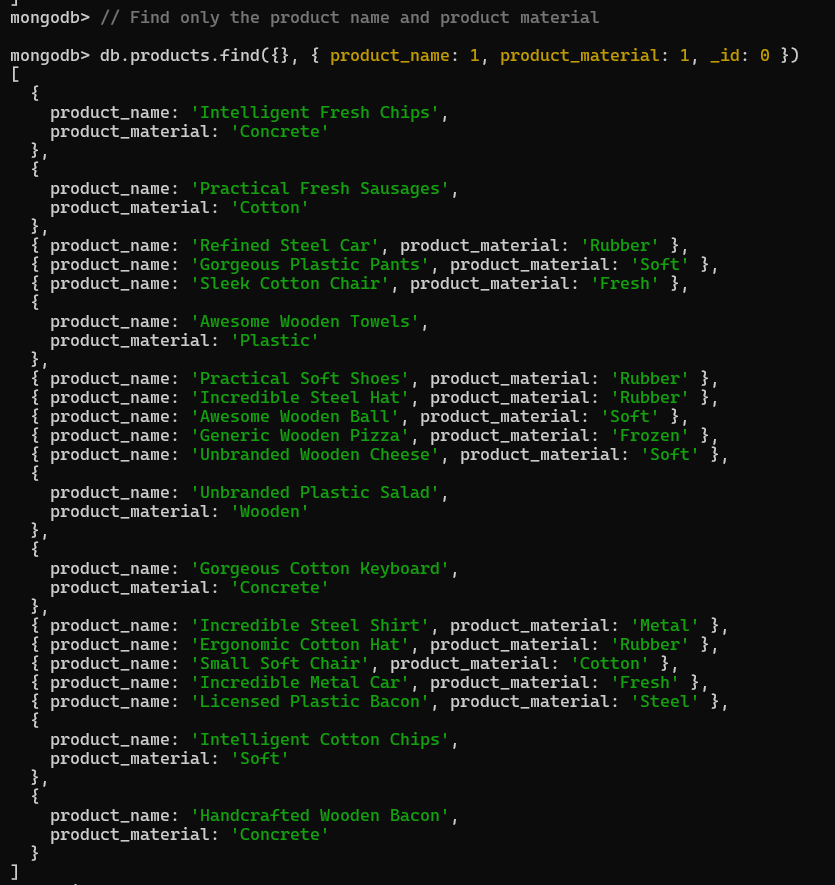 ]
mongodb> // Find only the product name and product material
mongodb> db.products.find({}, { product_name: 1, product_material: 1, _id: 0 })
[
  {
    product_name: 'Intelligent Fresh Chips',
    product_material: 'Concrete'
  },
  {
    product_name: 'Practical Fresh Sausages',
    product_material: 'Cotton'
  },
  { product_name: 'Refined Steel Car', product_material: 'Rubber' },
  { product_name: 'Gorgeous Plastic Pants', product_material: 'Soft' },
  { product_name: 'Sleek Cotton Chair', product_material: 'Fresh' },
  {
    product_name: 'Awesome Wooden Towels',
    product_material: 'Plastic'
  },
  { product_name: 'Practical Soft Shoes', product_material: 'Rubber' },
  { product_name: 'Incredible Steel Hat', product_material: 'Rubber' },
  { product_name: 'Awesome Wooden Ball', product_material: 'Soft' },
  { product_name: 'Generic Wooden Pizza', product_material: 'Frozen' },
  { product_name: 'Unbranded Wooden Cheese', product_material: 'Soft' },
  {
    product_name: 'Unbranded Plastic Salad',
    product_material: 'Wooden'
  },
  {
    product_name: 'Gorgeous Cotton Keyboard',
    product_material: 'Concrete'
  },
  { product_name: 'Incredible Steel Shirt', product_material: 'Metal' },
  { product_name: 'Ergonomic Cotton Hat', product_material: 'Rubber' },
  { product_name: 'Small Soft Chair', product_material: 'Cotton' },
  { product_name: 'Incredible Metal Car', product_material: 'Fresh' },
  { product_name: 'Licensed Plastic Bacon', product_material: 'Steel' },
  {
    product_name: 'Intelligent Cotton Chips',
    product_material: 'Soft'
  },
  {
    product_name: 'Handcrafted Wooden Bacon',
    product_material: 'Concrete'
  }
]